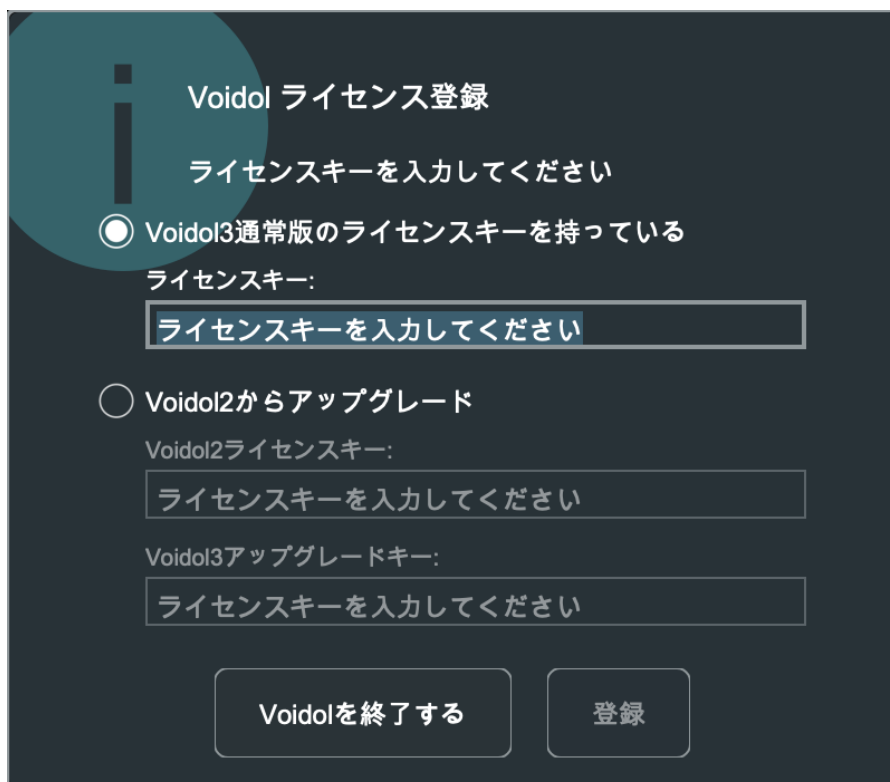 Voidol ライセンス登録
ライセンスキーを入力してください
Voidol3通常版のライセンスキーを持っている
ライセンスキー:
ライセンスキーを入力してください
Voidol2からアップグレード
Voidol2ライセンスキー:
ライセンスキーを入力してください
Voidol3アップグレードキー:
ライセンスキーを入力してください
Voidolを終了する 登録